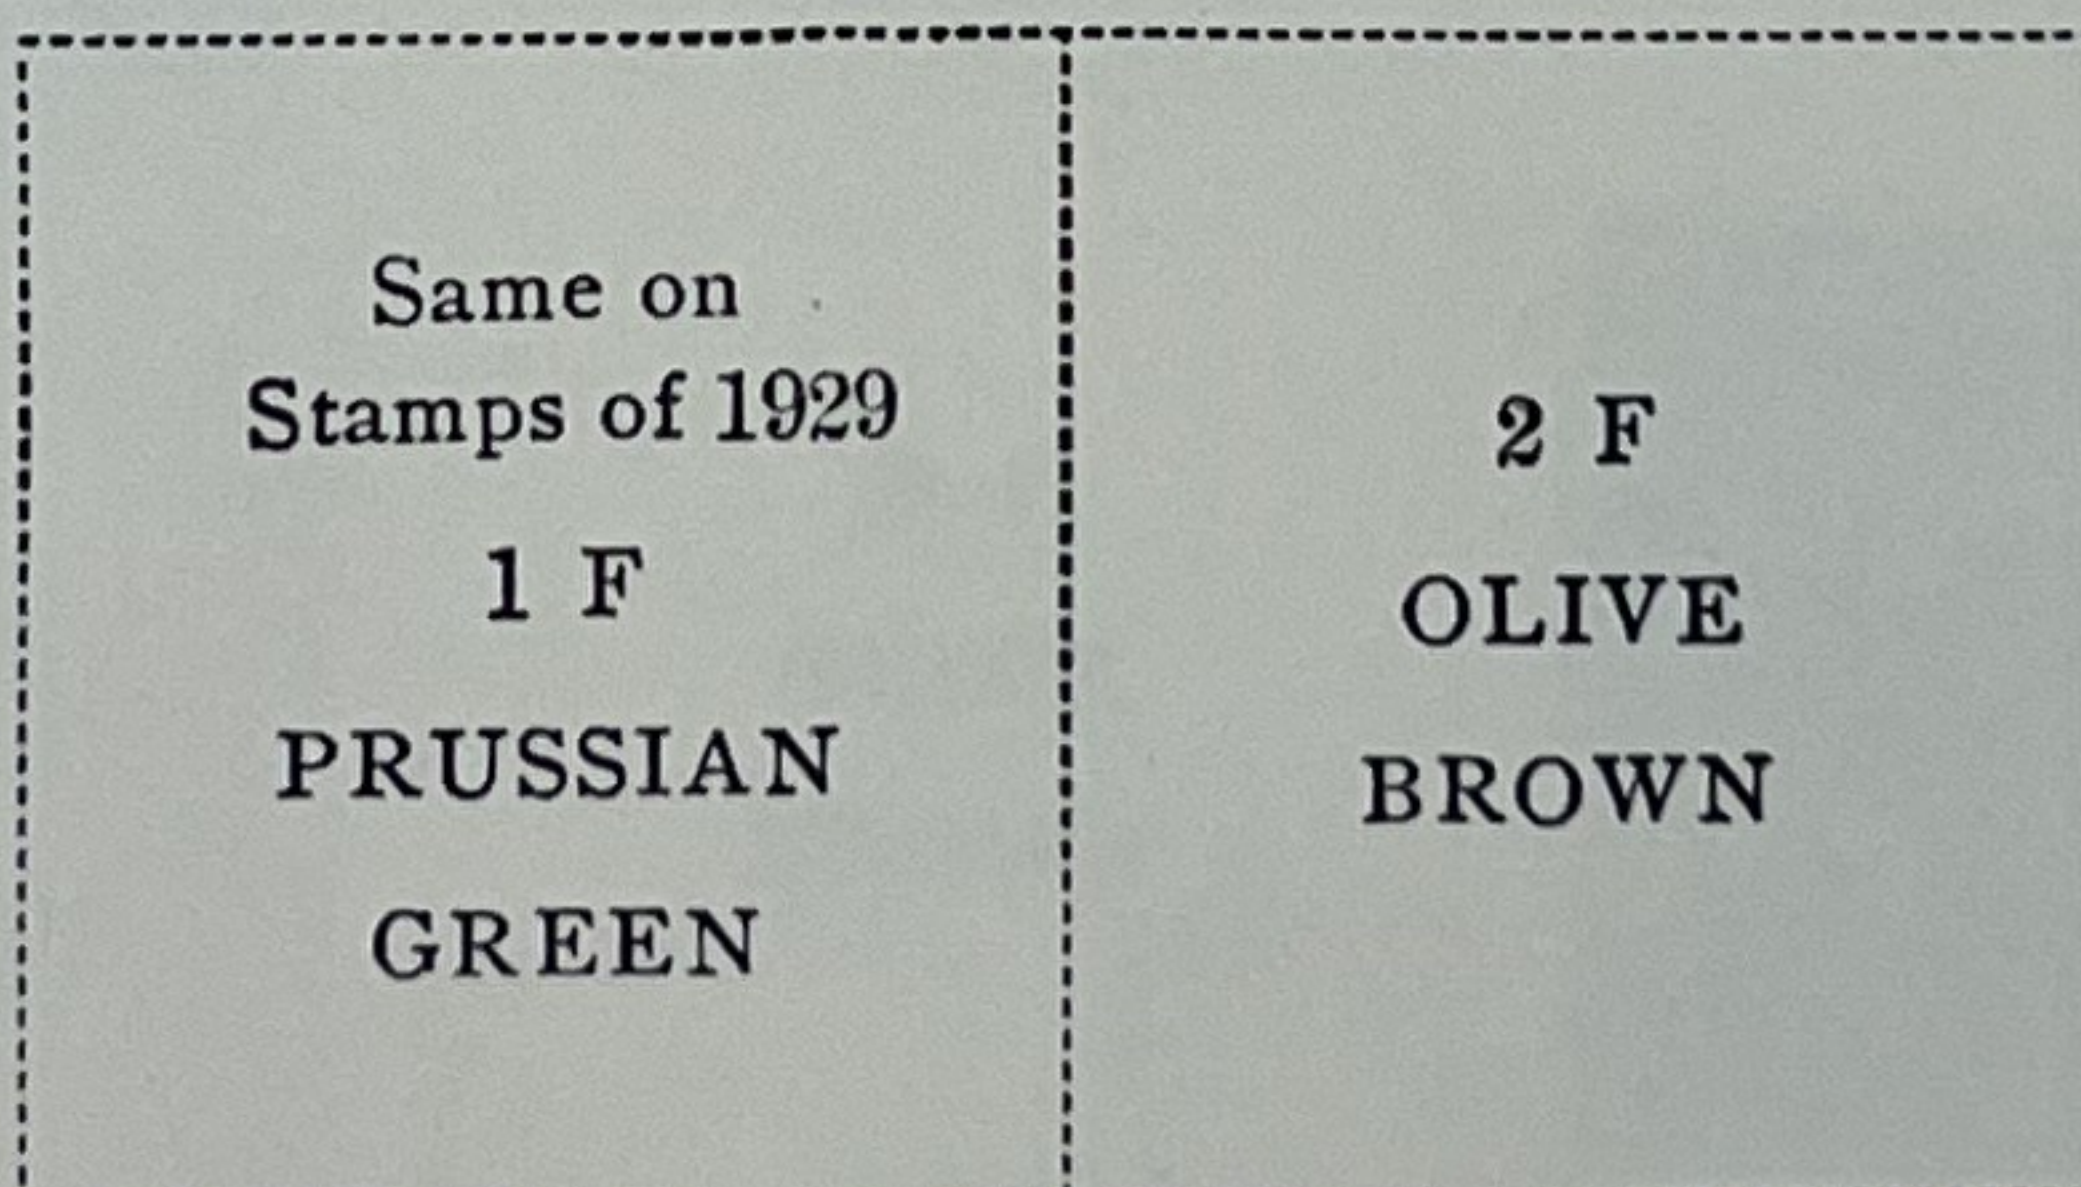 Same on
Stamps of 1929
1 F
PRUSSIAN
GREEN
2 F
OLIVE
BROWN